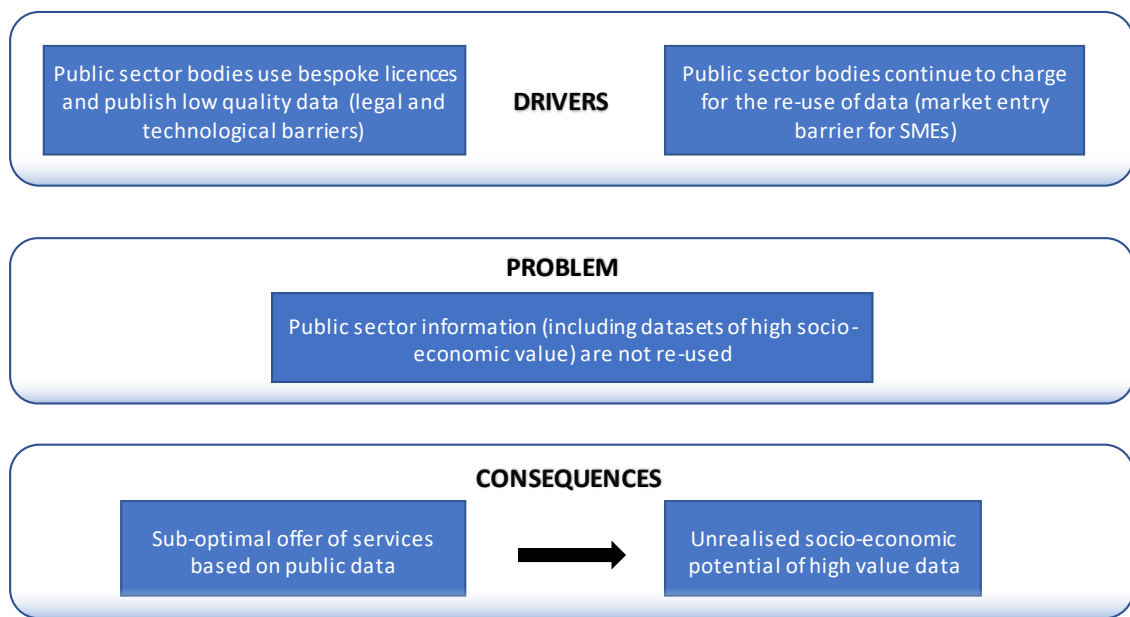 Public sector bodies use bespoke licences
and publish low quality data (legal and
technological barriers)
DRIVERS
Public sector bodies continue to charge
for the re-use of data (market entry
barrier for SMEs)
PROBLEM
Public sector information (including datasets of high socio-
economic value) are not re-used
CONSEQUENCES
Sub-optimal offer of services
based on public data
Unrealised socio-economic
potential of high value data